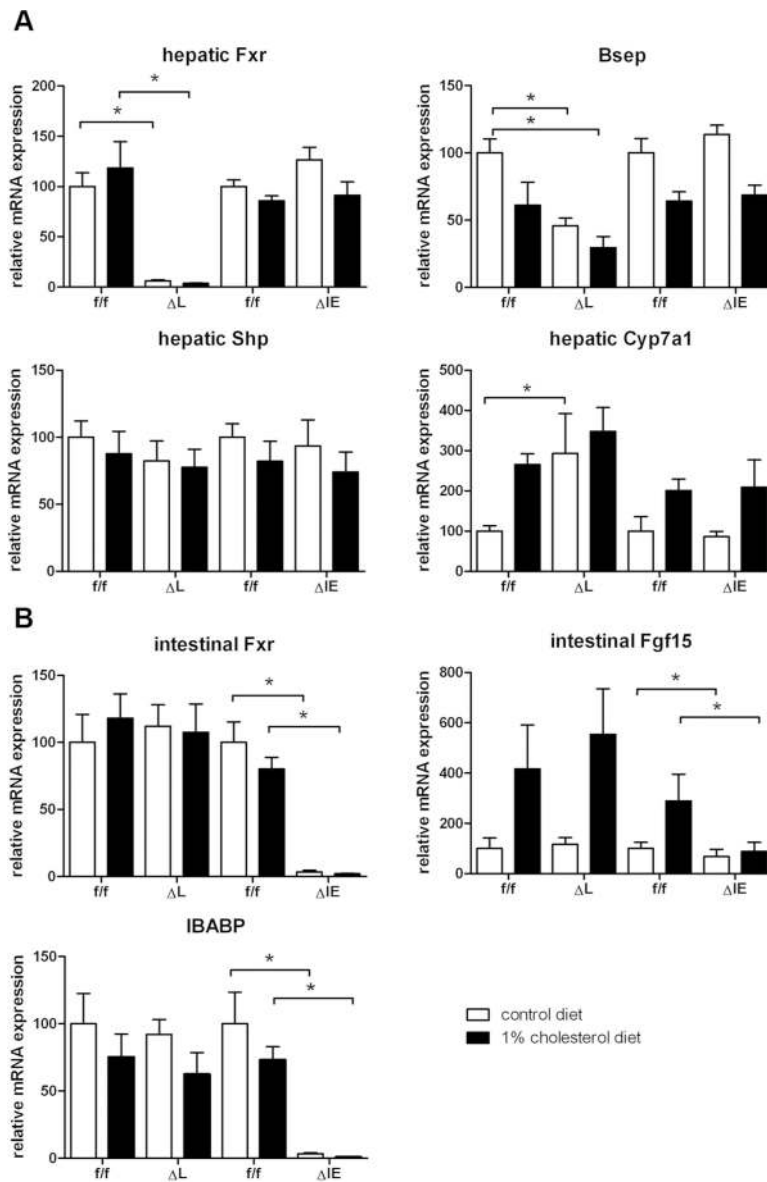 A
hepatic Fxr
relative mRNA expression
200
150
100
50
0
* *
f/f ΔL f/f ΔIE
Bsep
relative mRNA expression
150
100
50
0
*
*
f/f ΔL f/f ΔIE
hepatic Shp
relative mRNA expression
150
100
50
0
f/f ΔL f/f ΔIE
hepatic Cyp7a1
relative mRNA expression
500
400
300
200
100
0
*
f/f ΔL f/f ΔIE
B
intestinal Fxr
relative mRNA expression
150
100
50
0
*
*
f/f ΔL f/f ΔIE
intestinal Fgf15
relative mRNA expression
800
600
400
200
0
*
*
f/f ΔL f/f ΔIE
IBABP
relative mRNA expression
150
100
50
0
*
*
f/f ΔL f/f ΔIE
control diet
1% cholesterol diet